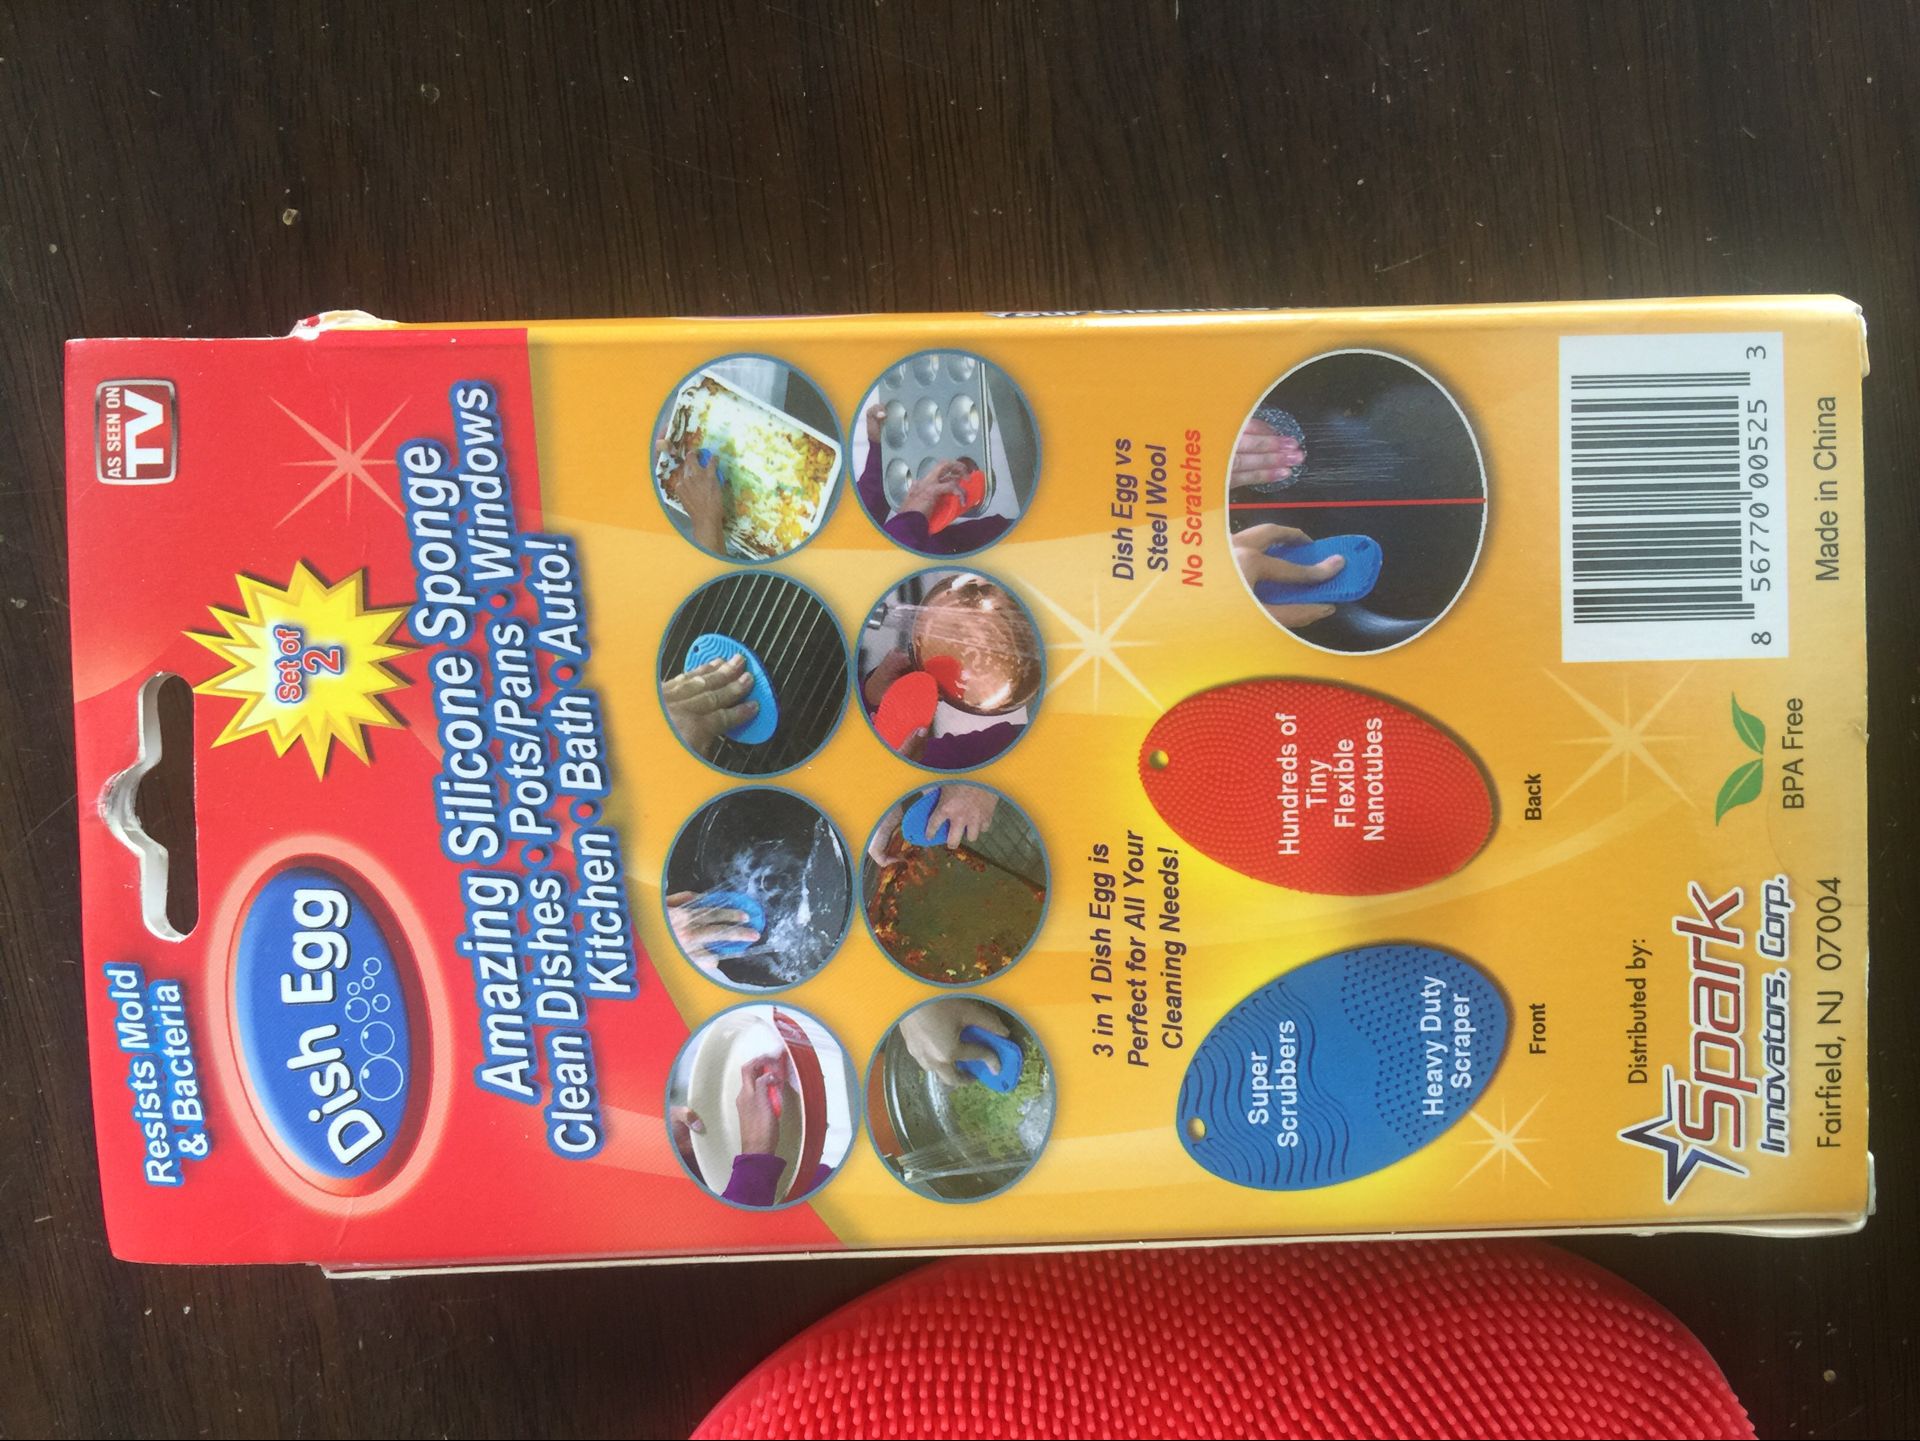 Resists Mold
& Bacteria
AS SEEN ON
TV
Dish Egg
Set of
2
Amazing Silicone Sponge
Clean Dishes • Pots/Pans • Windows
Kitchen • Bath • Auto!
3 in 1 Dish Egg is
Perfect for All Your
Cleaning Needs!
Dish Egg vs
Steel Wool
No Scratches
Super
Scrubbers
Heavy Duty
Scraper
Front
Hundreds of
Tiny
Flexible
Nanotubes
Back
Distributed by:
Spark
Innovators, Corp.
Fairfield, NJ 07004
BPA Free
8 56770 00525 3
Made in China